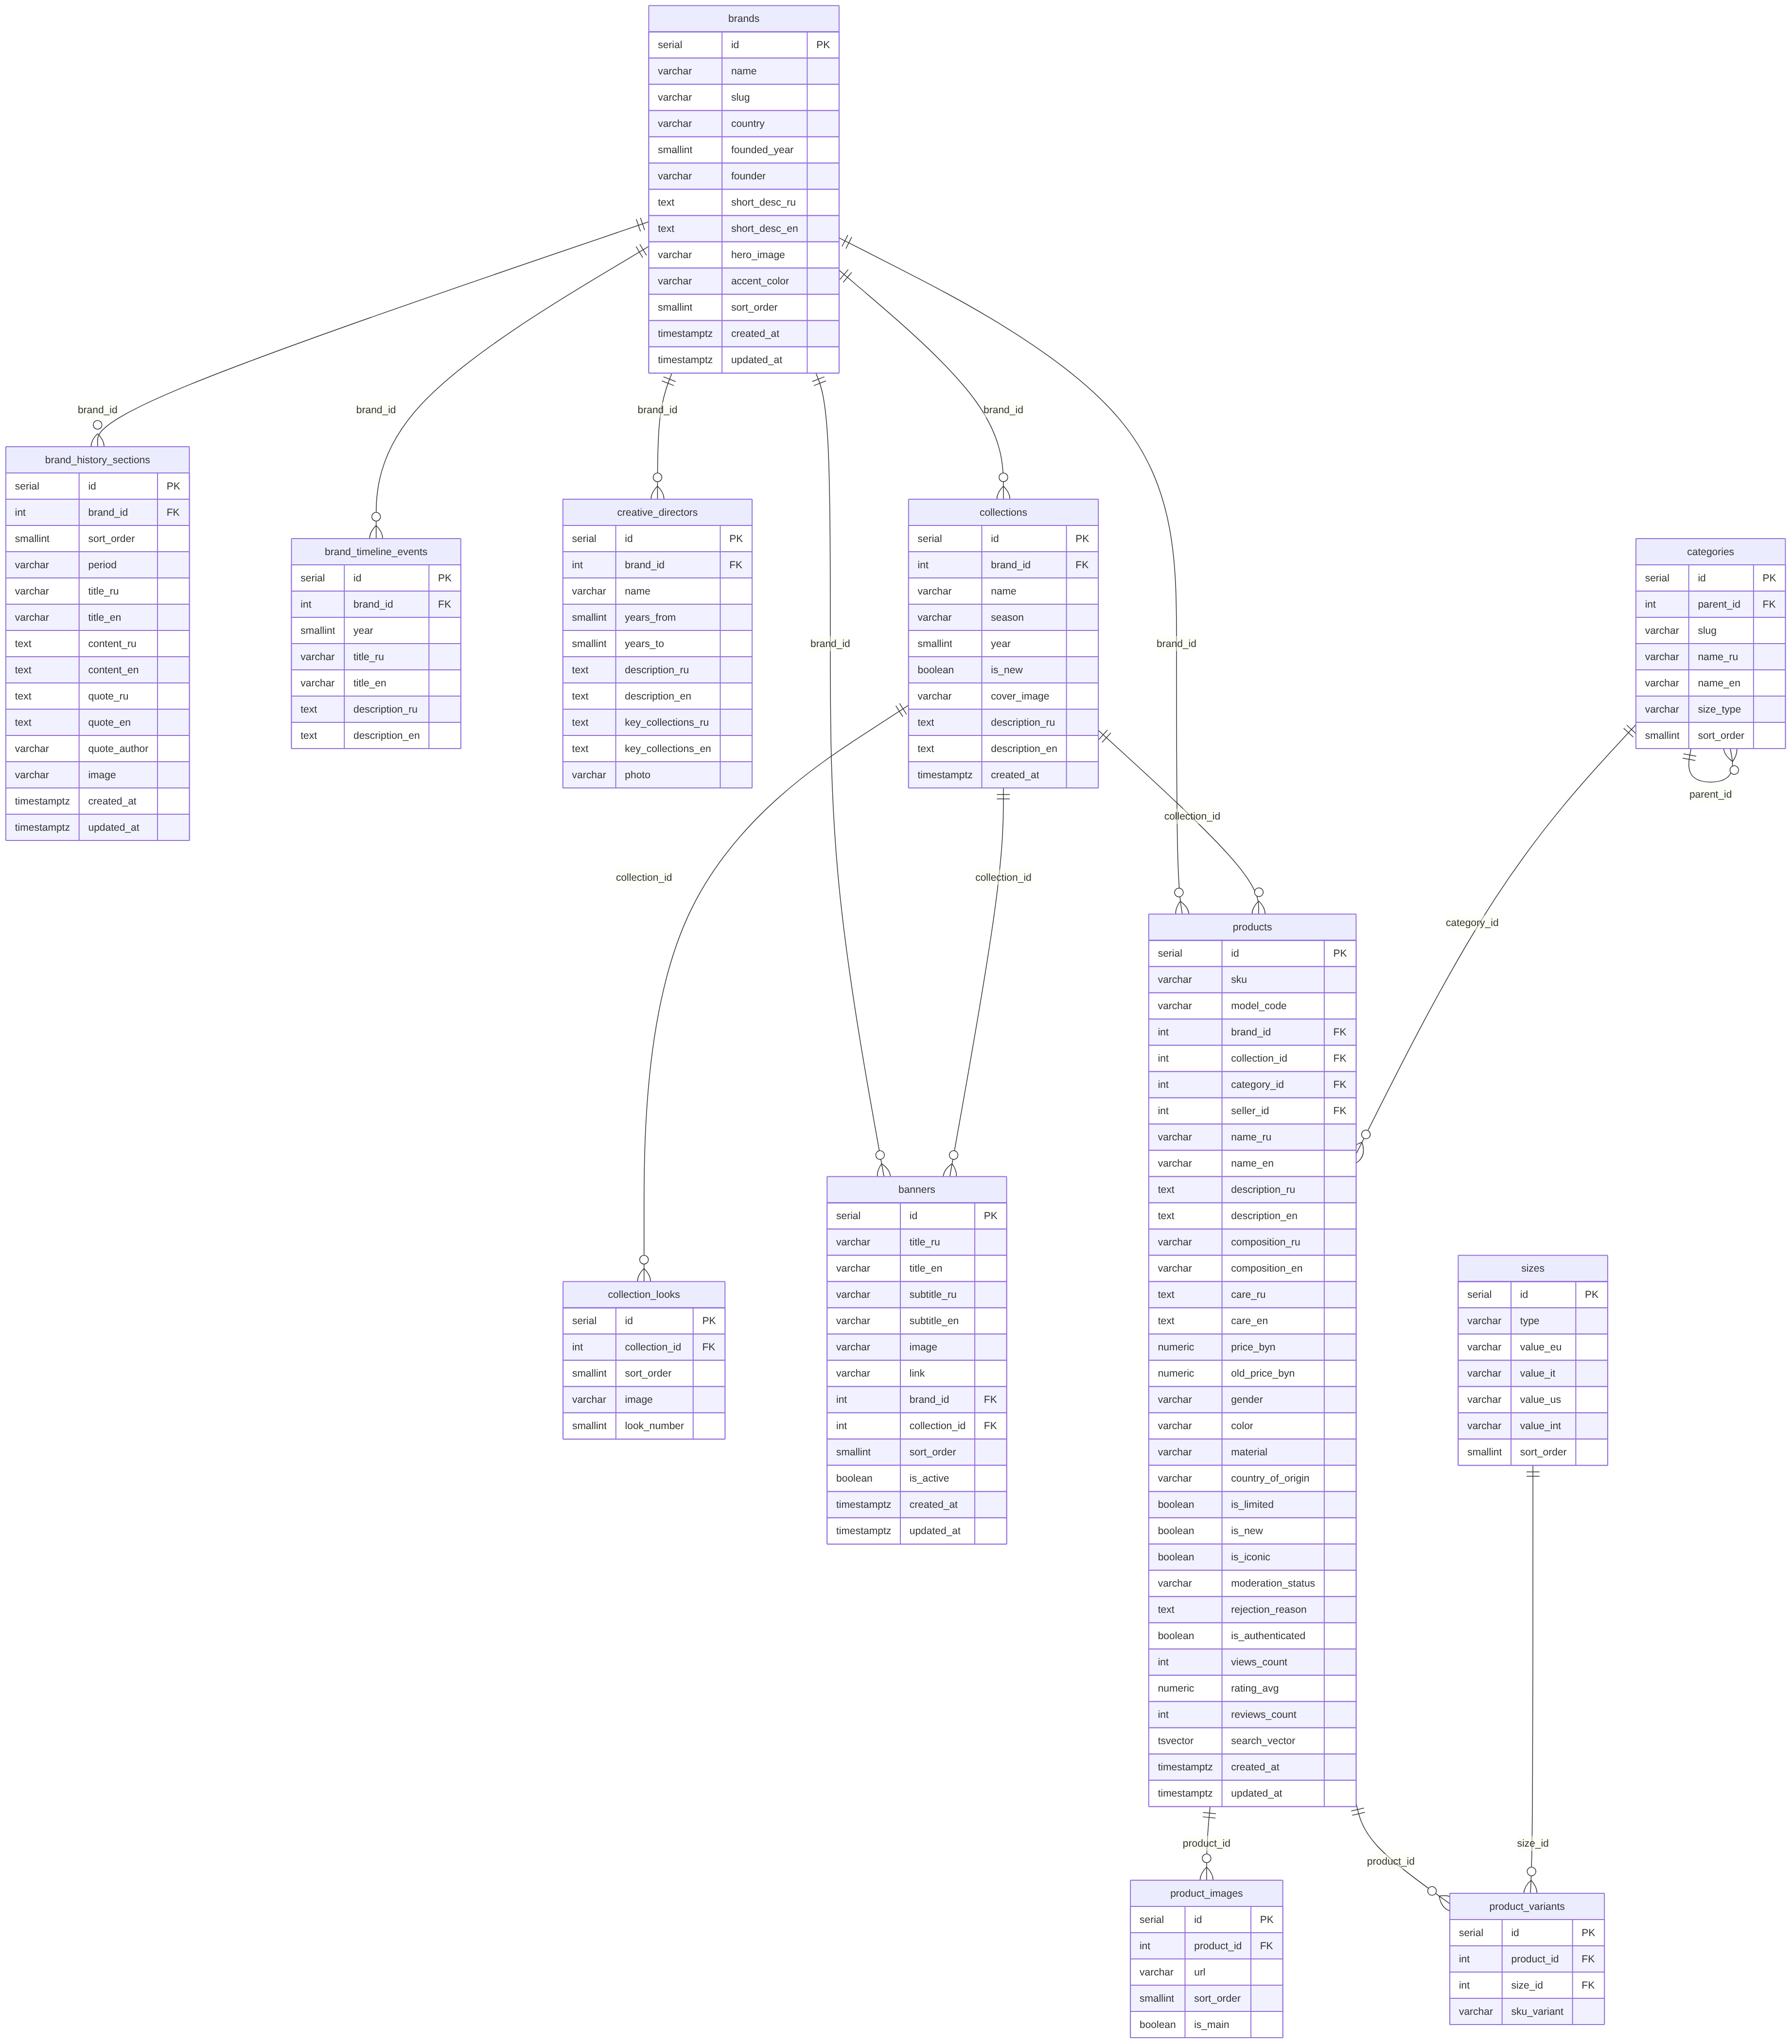 brands
serial id PK
varchar name
varchar slug
varchar country
smallint founded_year
varchar founder
text short_desc_ru
text short_desc_en
varchar hero_image
varchar accent_color
smallint sort_order
timestamptz created_at
timestamptz updated_at
brand_id
brand_id
brand_id
brand_id
brand_id
brand_id
brand_history_sections
serial id PK
int brand_id FK
smallint sort_order
varchar period
varchar title_ru
varchar title_en
text content_ru
text content_en
text quote_ru
text quote_en
varchar quote_author
varchar image
timestamptz created_at
timestamptz updated_at
brand_timeline_events
serial id PK
int brand_id FK
smallint year
varchar title_ru
varchar title_en
text description_ru
text description_en
creative_directors
serial id PK
int brand_id FK
varchar name
smallint years_from
smallint years_to
text description_ru
text description_en
text key_collections_ru
text key_collections_en
varchar photo
collections
serial id PK
int brand_id FK
varchar name
varchar season
smallint year
boolean is_new
varchar cover_image
text description_ru
text description_en
timestamptz created_at
categories
serial id PK
int parent_id FK
varchar slug
varchar name_ru
varchar name_en
varchar size_type
smallint sort_order
parent_id
collection_id
collection_id
collection_id
category_id
products
serial id PK
varchar sku
varchar model_code
int brand_id FK
int collection_id FK
int category_id FK
int seller_id FK
varchar name_ru
varchar name_en
text description_ru
text description_en
varchar composition_ru
varchar composition_en
text care_ru
text care_en
numeric price_byn
numeric old_price_byn
varchar gender
varchar color
varchar material
varchar country_of_origin
boolean is_limited
boolean is_new
boolean is_iconic
varchar moderation_status
text rejection_reason
boolean is_authenticated
int views_count
numeric rating_avg
int reviews_count
tsvector search_vector
timestamptz created_at
timestamptz updated_at
banners
serial id PK
varchar title_ru
varchar title_en
varchar subtitle_ru
varchar subtitle_en
varchar image
varchar link
int brand_id FK
int collection_id FK
smallint sort_order
boolean is_active
timestamptz created_at
timestamptz updated_at
collection_looks
serial id PK
int collection_id FK
smallint sort_order
varchar image
smallint look_number
sizes
serial id PK
varchar type
varchar value_eu
varchar value_it
varchar value_us
varchar value_int
smallint sort_order
product_id
product_id
size_id
product_images
serial id PK
int product_id FK
varchar url
smallint sort_order
boolean is_main
product_variants
serial id PK
int product_id FK
int size_id FK
varchar sku_variant